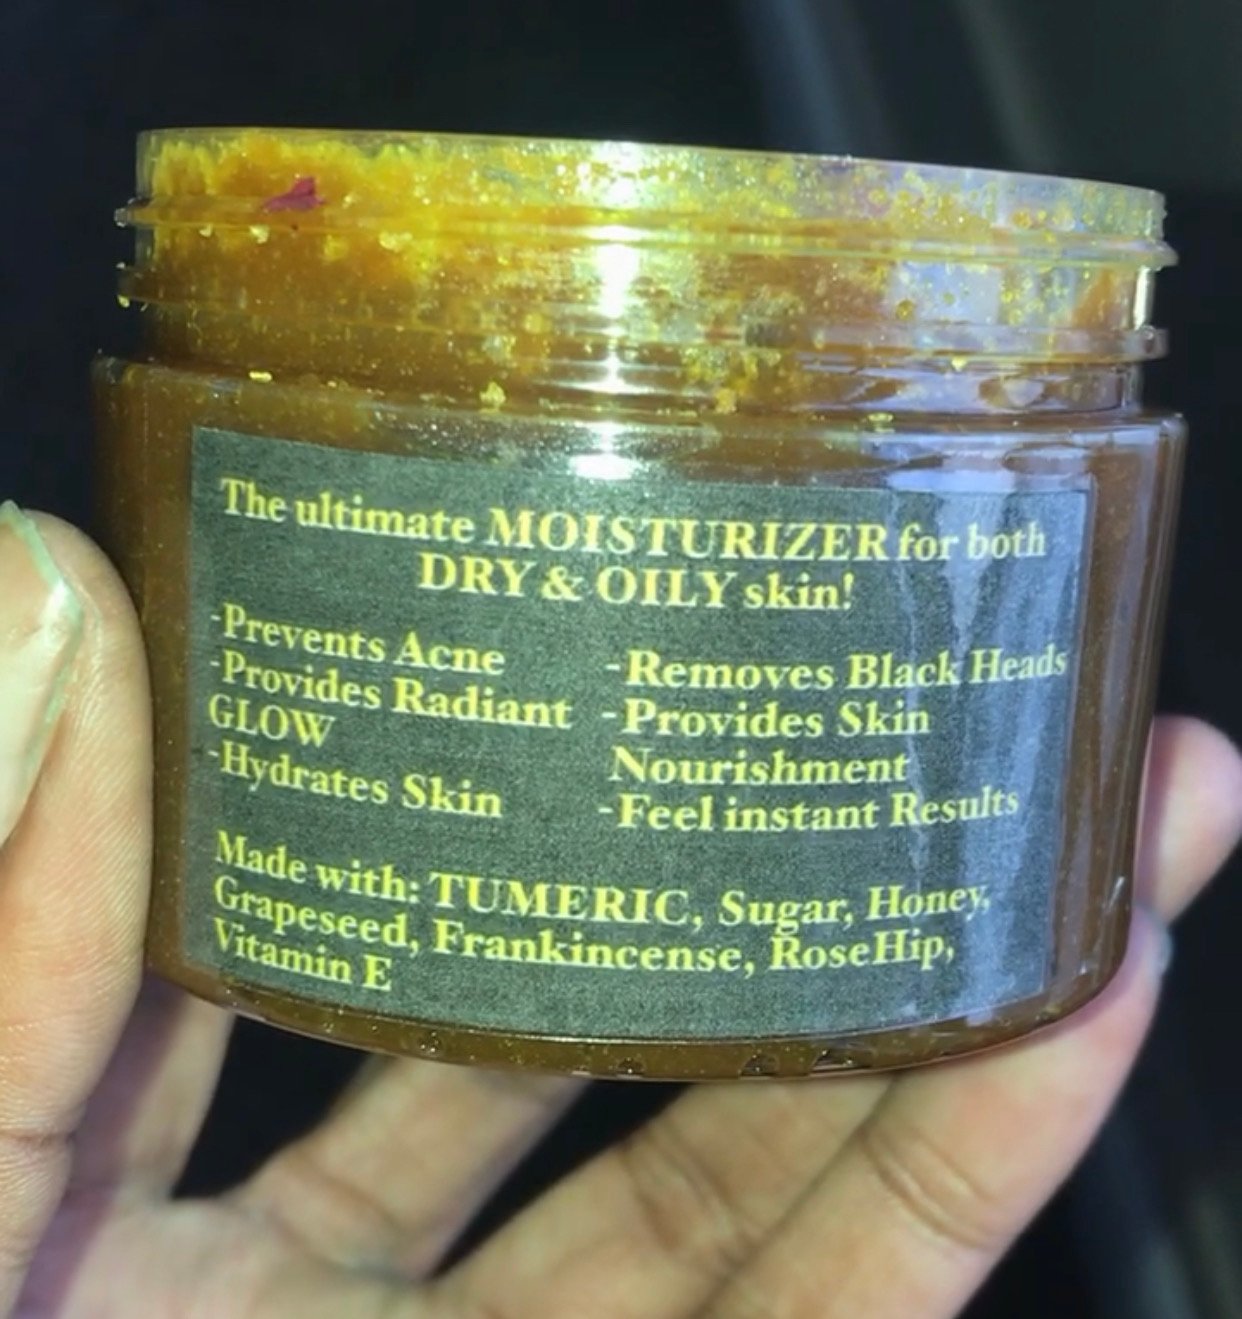 The ultimate MOISTURIZER for both
DRY & OILY skin!
-Prevents Acne
-Provides Radiant
GLOW
-Hydrates Skin
-Removes Black Heads
-Provides Skin
Nourishment
-Feel instant Results
Made with: TUMERIC, Sugar, Honey,
Grapeseed, Frankincense, RoseHip,
Vitamin E